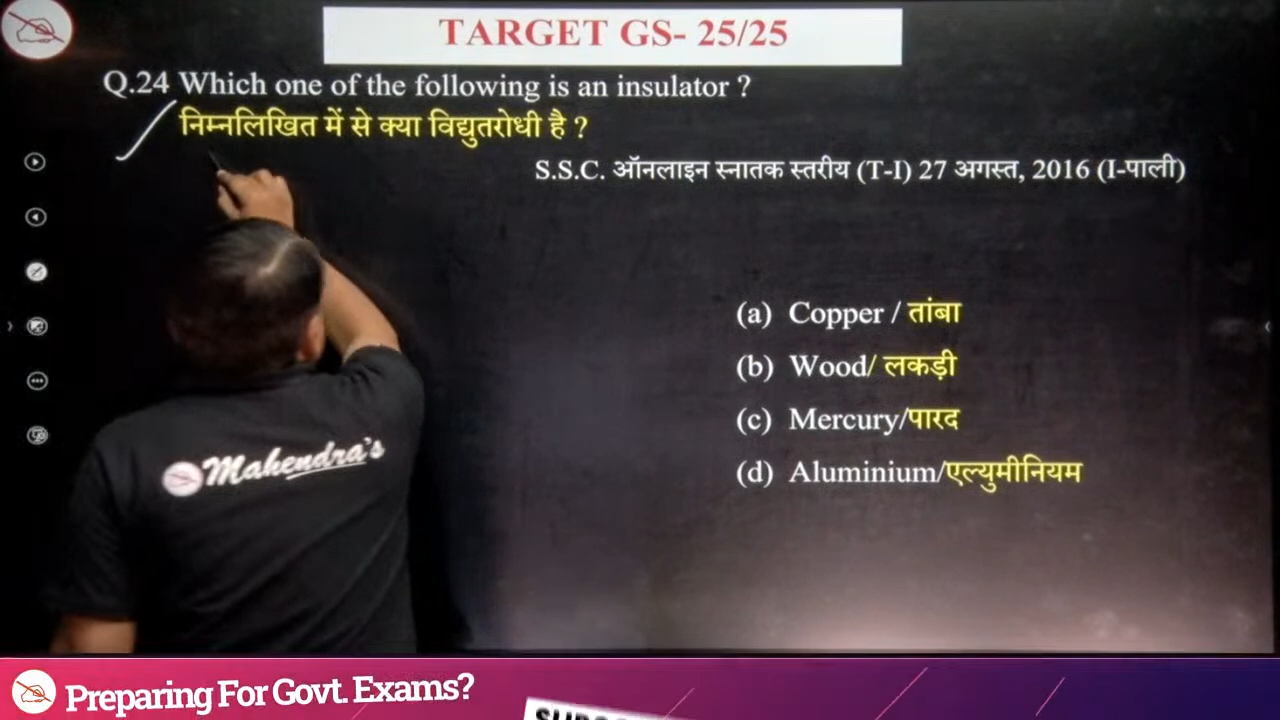 TARGET GS- 25/25
Q.24 Which one of the following is an insulator ?
निम्नलिखित में से क्या विद्युतरोधी है ?
S.S.C. ऑनलाइन स्नातक स्तरीय (T-I) 27 अगस्त, 2016 (I-पाली)
(a) Copper / तांबा
(b) Wood/ लकड़ी
(c) Mercury/पारद
(d) Aluminium/एल्युमीनियम
Mahendra's
Preparing For Govt. Exams?